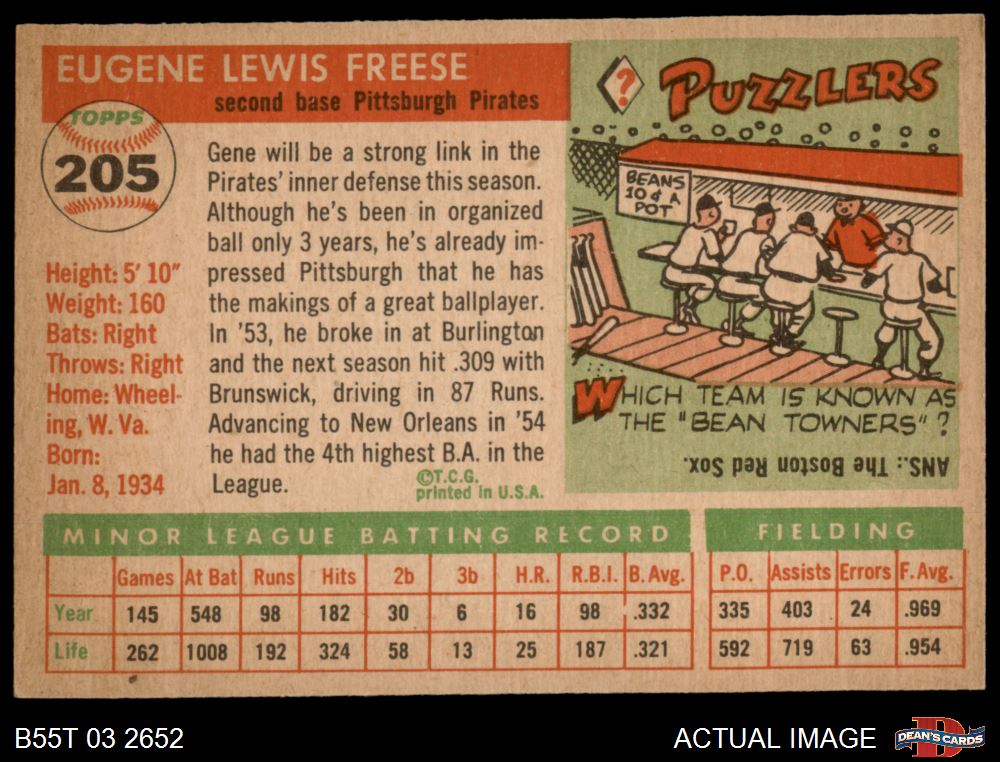 EUGENE LEWIS FREESE
second base Pittsburgh Pirates
TOPPS
205
Height: 5' 10"
Weight: 160
Bats: Right
Throws: Right
Home: Wheel-
ing, W. Va.
Born:
Jan. 8, 1934
Gene will be a strong link in the
Pirates' inner defense this season.
Although he's been in organized
ball only 3 years, he's already im-
pressed Pittsburgh that he has
the makings of a great ballplayer.
In '53, he broke in at Burlington
and the next season hit .309 with
Brunswick, driving in 87 Runs.
Advancing to New Orleans in '54
he had the 4th highest B.A. in the
League.
©T.C.G.
printed in U.S.A.
?
PUZZLERS
BEANS
10¢ A
POT
WHICH TEAM IS KNOWN AS
THE "BEAN TOWNERS"?
ANS.: The Boston Red Sox.
MINOR LEAGUE BATTING RECORD
Games At Bat Runs Hits 2b 3b H.R. R.B.I. B. Avg.
Year 145 548 98 182 30 6 16 98 .332
Life 262 1008 192 324 58 13 25 187 .321
FIELDING
P.O. Assists Errors F. Avg.
335 403 24 .969
592 719 63 .954
B55T 03 2652
ACTUAL IMAGE
DEAN'S CARDS